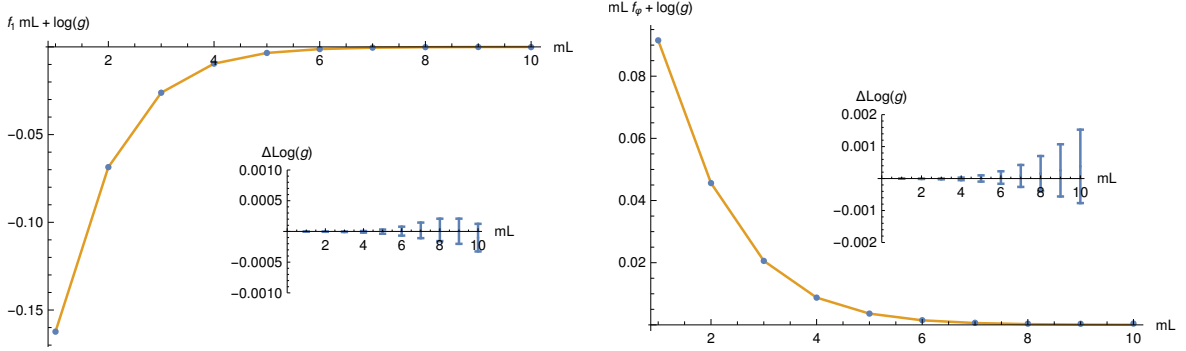 f₁ mL + log(g)
mL
2 4 6 8 10
−0.05
−0.10
−0.15
ΔLog(g)
0.0010
0.0005
−0.0005
−0.0010
2 4 6 8 10
mL
mL fᵩ + log(g)
0.08
0.06
0.04
0.02
2 4 6 8 10
mL
ΔLog(g)
0.002
0.001
−0.001
−0.002
2 4 6 8 10
mL